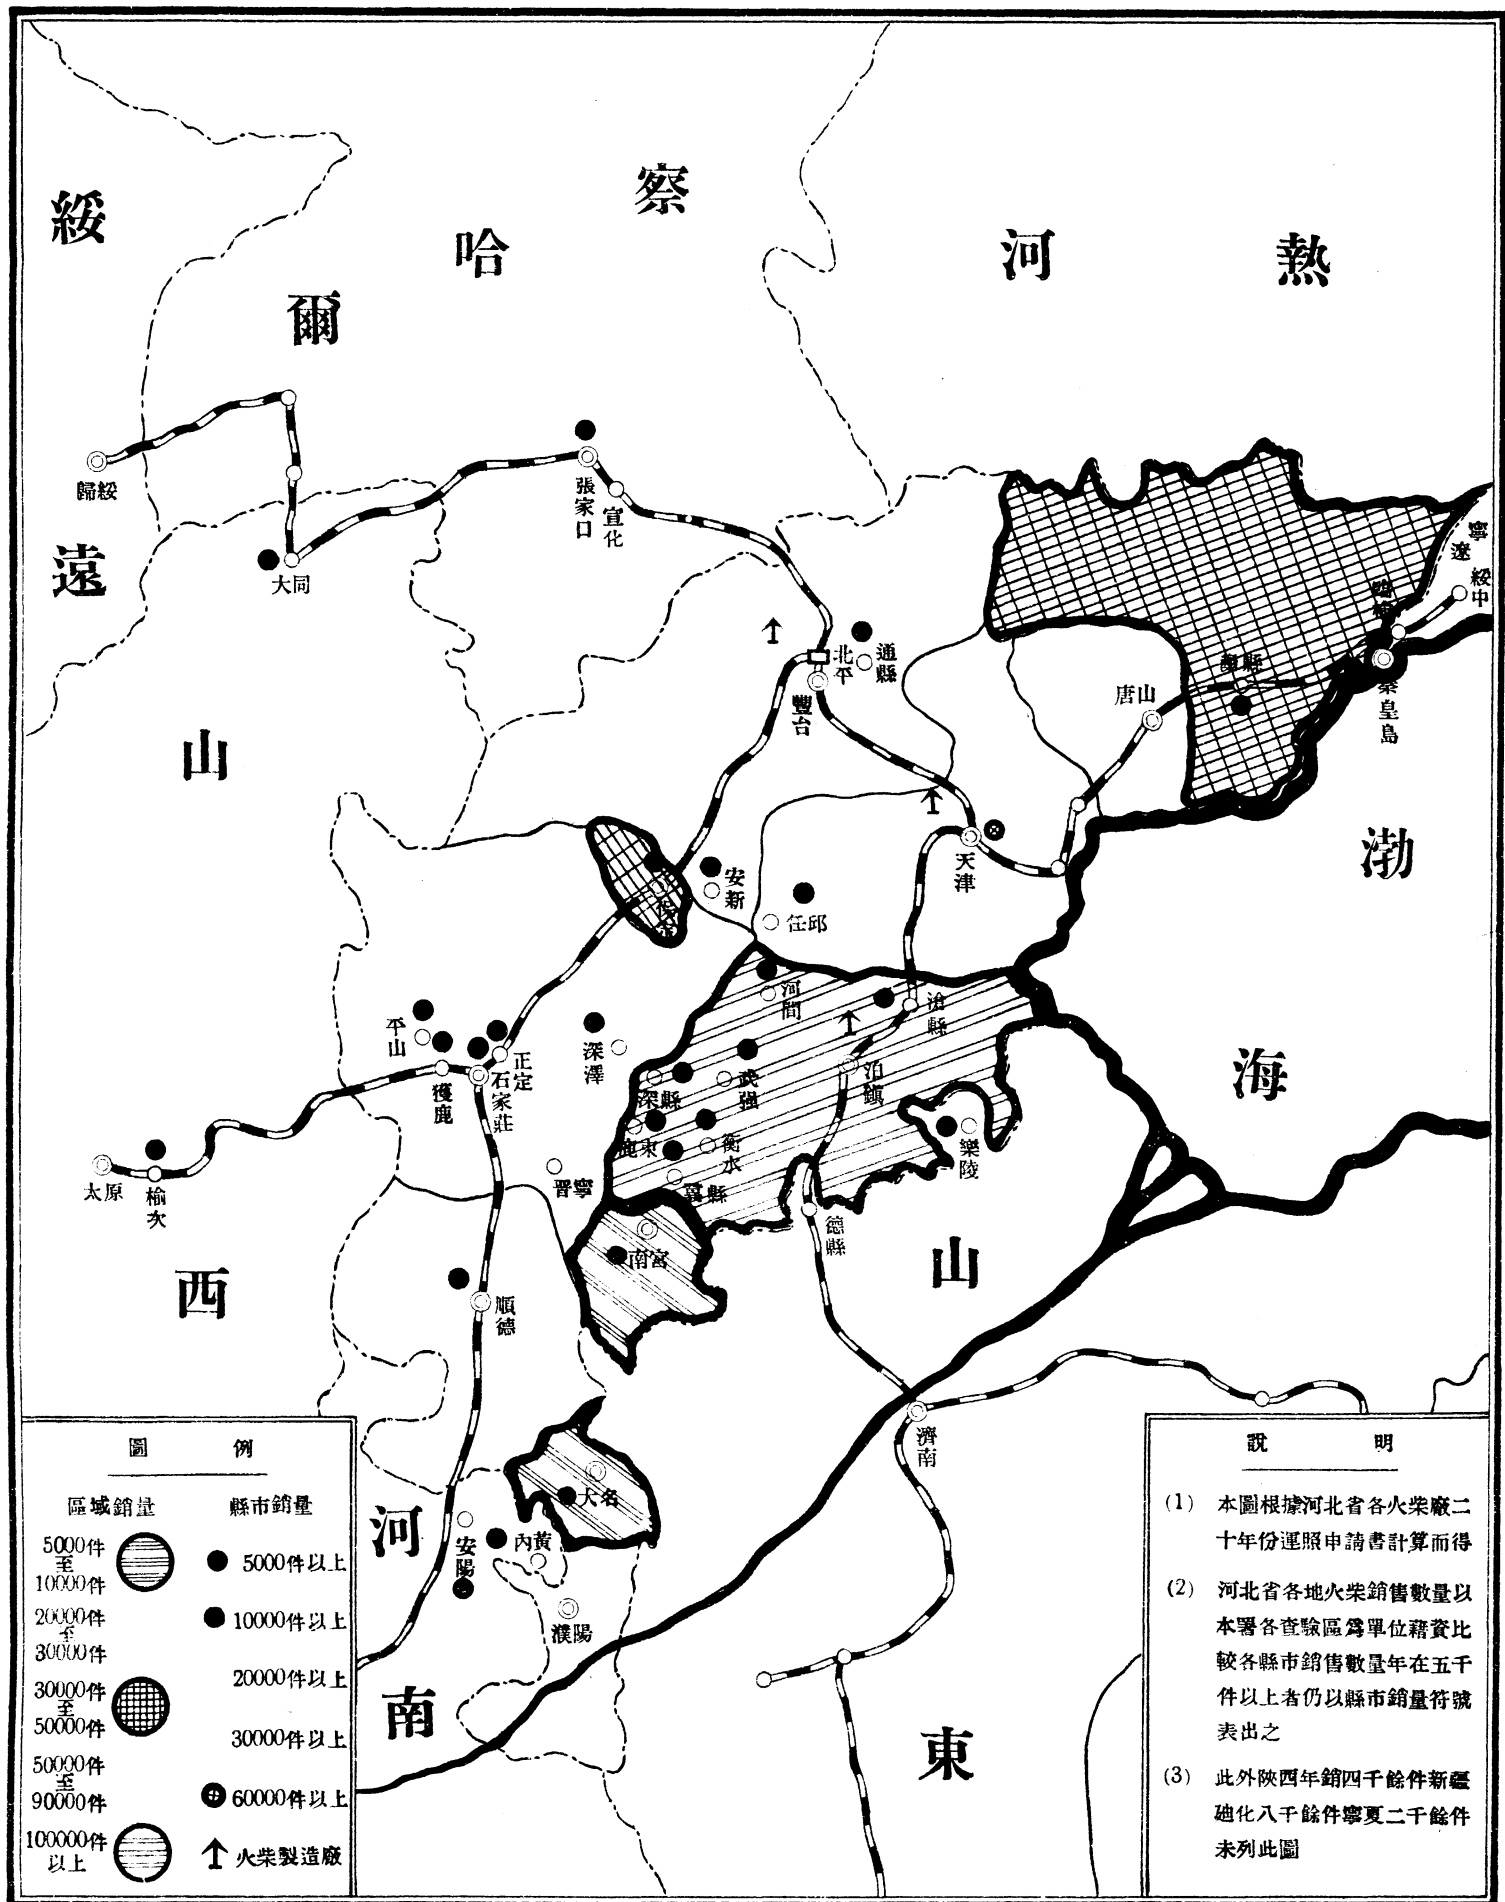 察
哈
爾
綏
遠
熱
河
山
西
河
南
山
東
渤
海
歸綏
大同
張家口
宣化
北平
通縣
豐台
唐山
秦皇島
綏中
天津
安新
任邱
河間
滄縣
泊鎮
平山
獲鹿
正定
石家莊
深澤
深縣
武强
衡水
晋寧
樂陵
太原
榆次
德縣
南宮
順德
濟南
大名
安陽
內黃
濮陽
圖例
區域銷量
5000件
至
10000件
20000件
至
30000件
30000件
至
50000件
50000件
至
90000件
100000件
以上
縣市銷量
5000件以上
10000件以上
20000件以上
30000件以上
60000件以上
火柴製造廠
說明
(1) 本圖根據河北省各火柴廠二
十年份運照申請書計算而得
(2) 河北省各地火柴銷售數量以
本署各查驗區爲單位藉資比
較各縣市銷售數量年在五千
件以上者仍以縣市銷量符號
表出之
(3) 此外陝西年銷四千餘件新疆
廸化八千餘件寧夏二千餘件
未列此圖